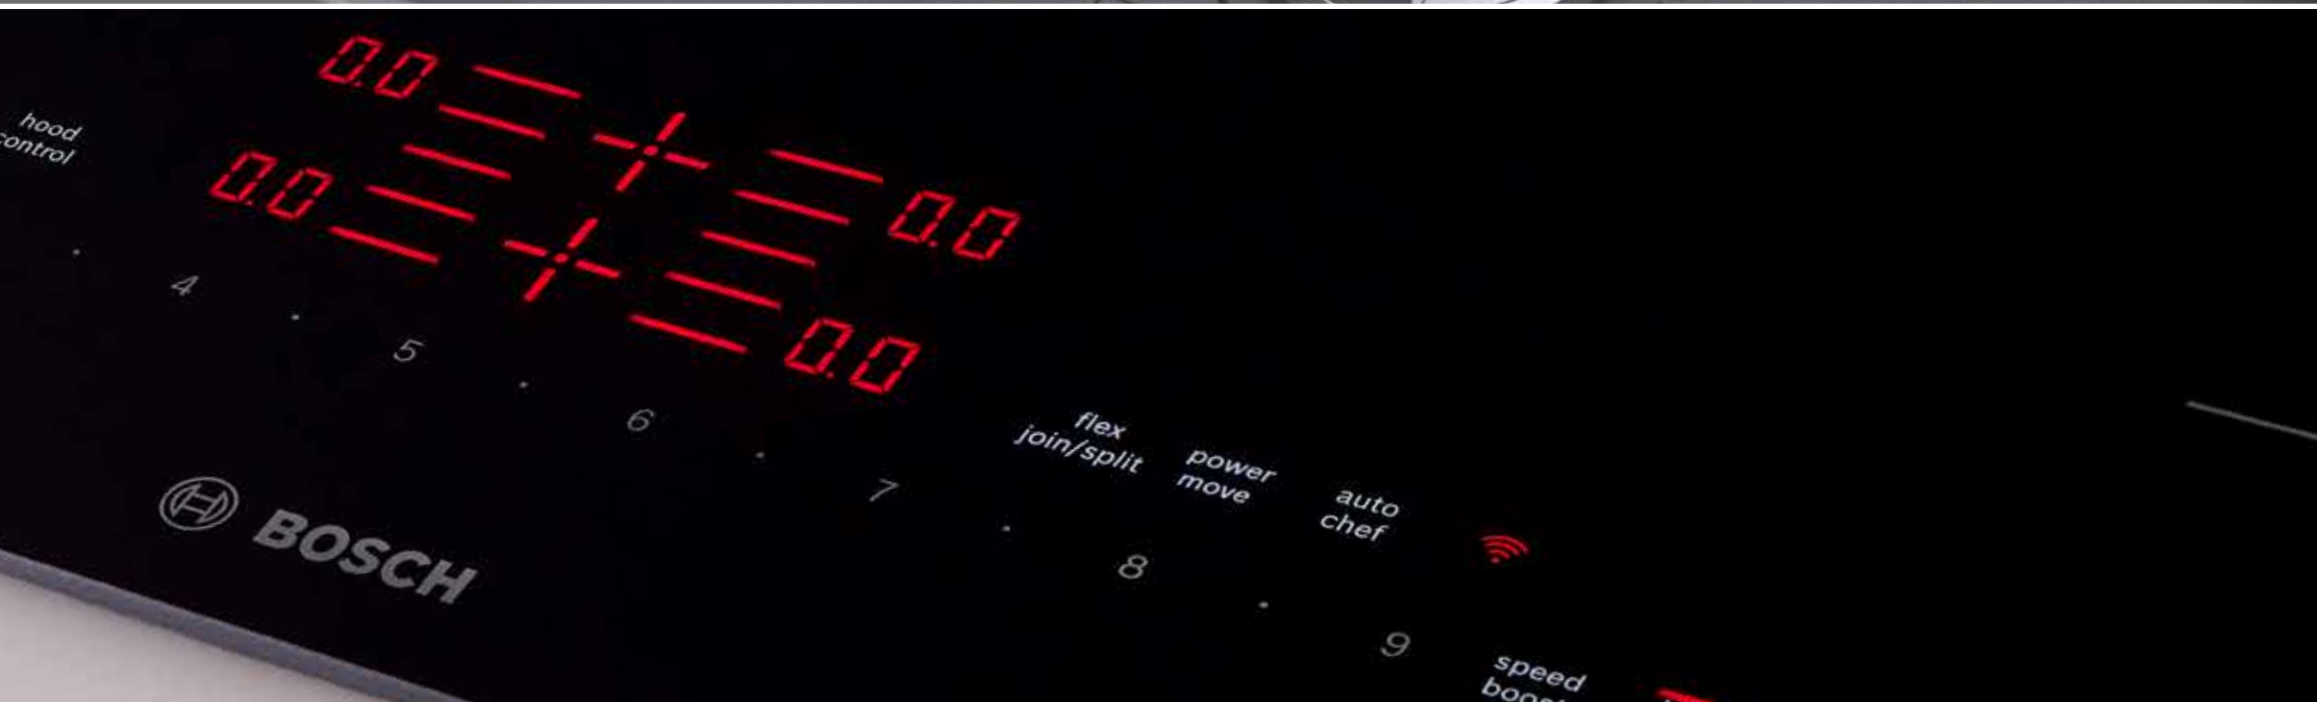 0.0
hood
control
0.0
0.0
0.0
4
5
6
7
8
9
flex
join/split
power
move
auto
chef
BOSCH
speed